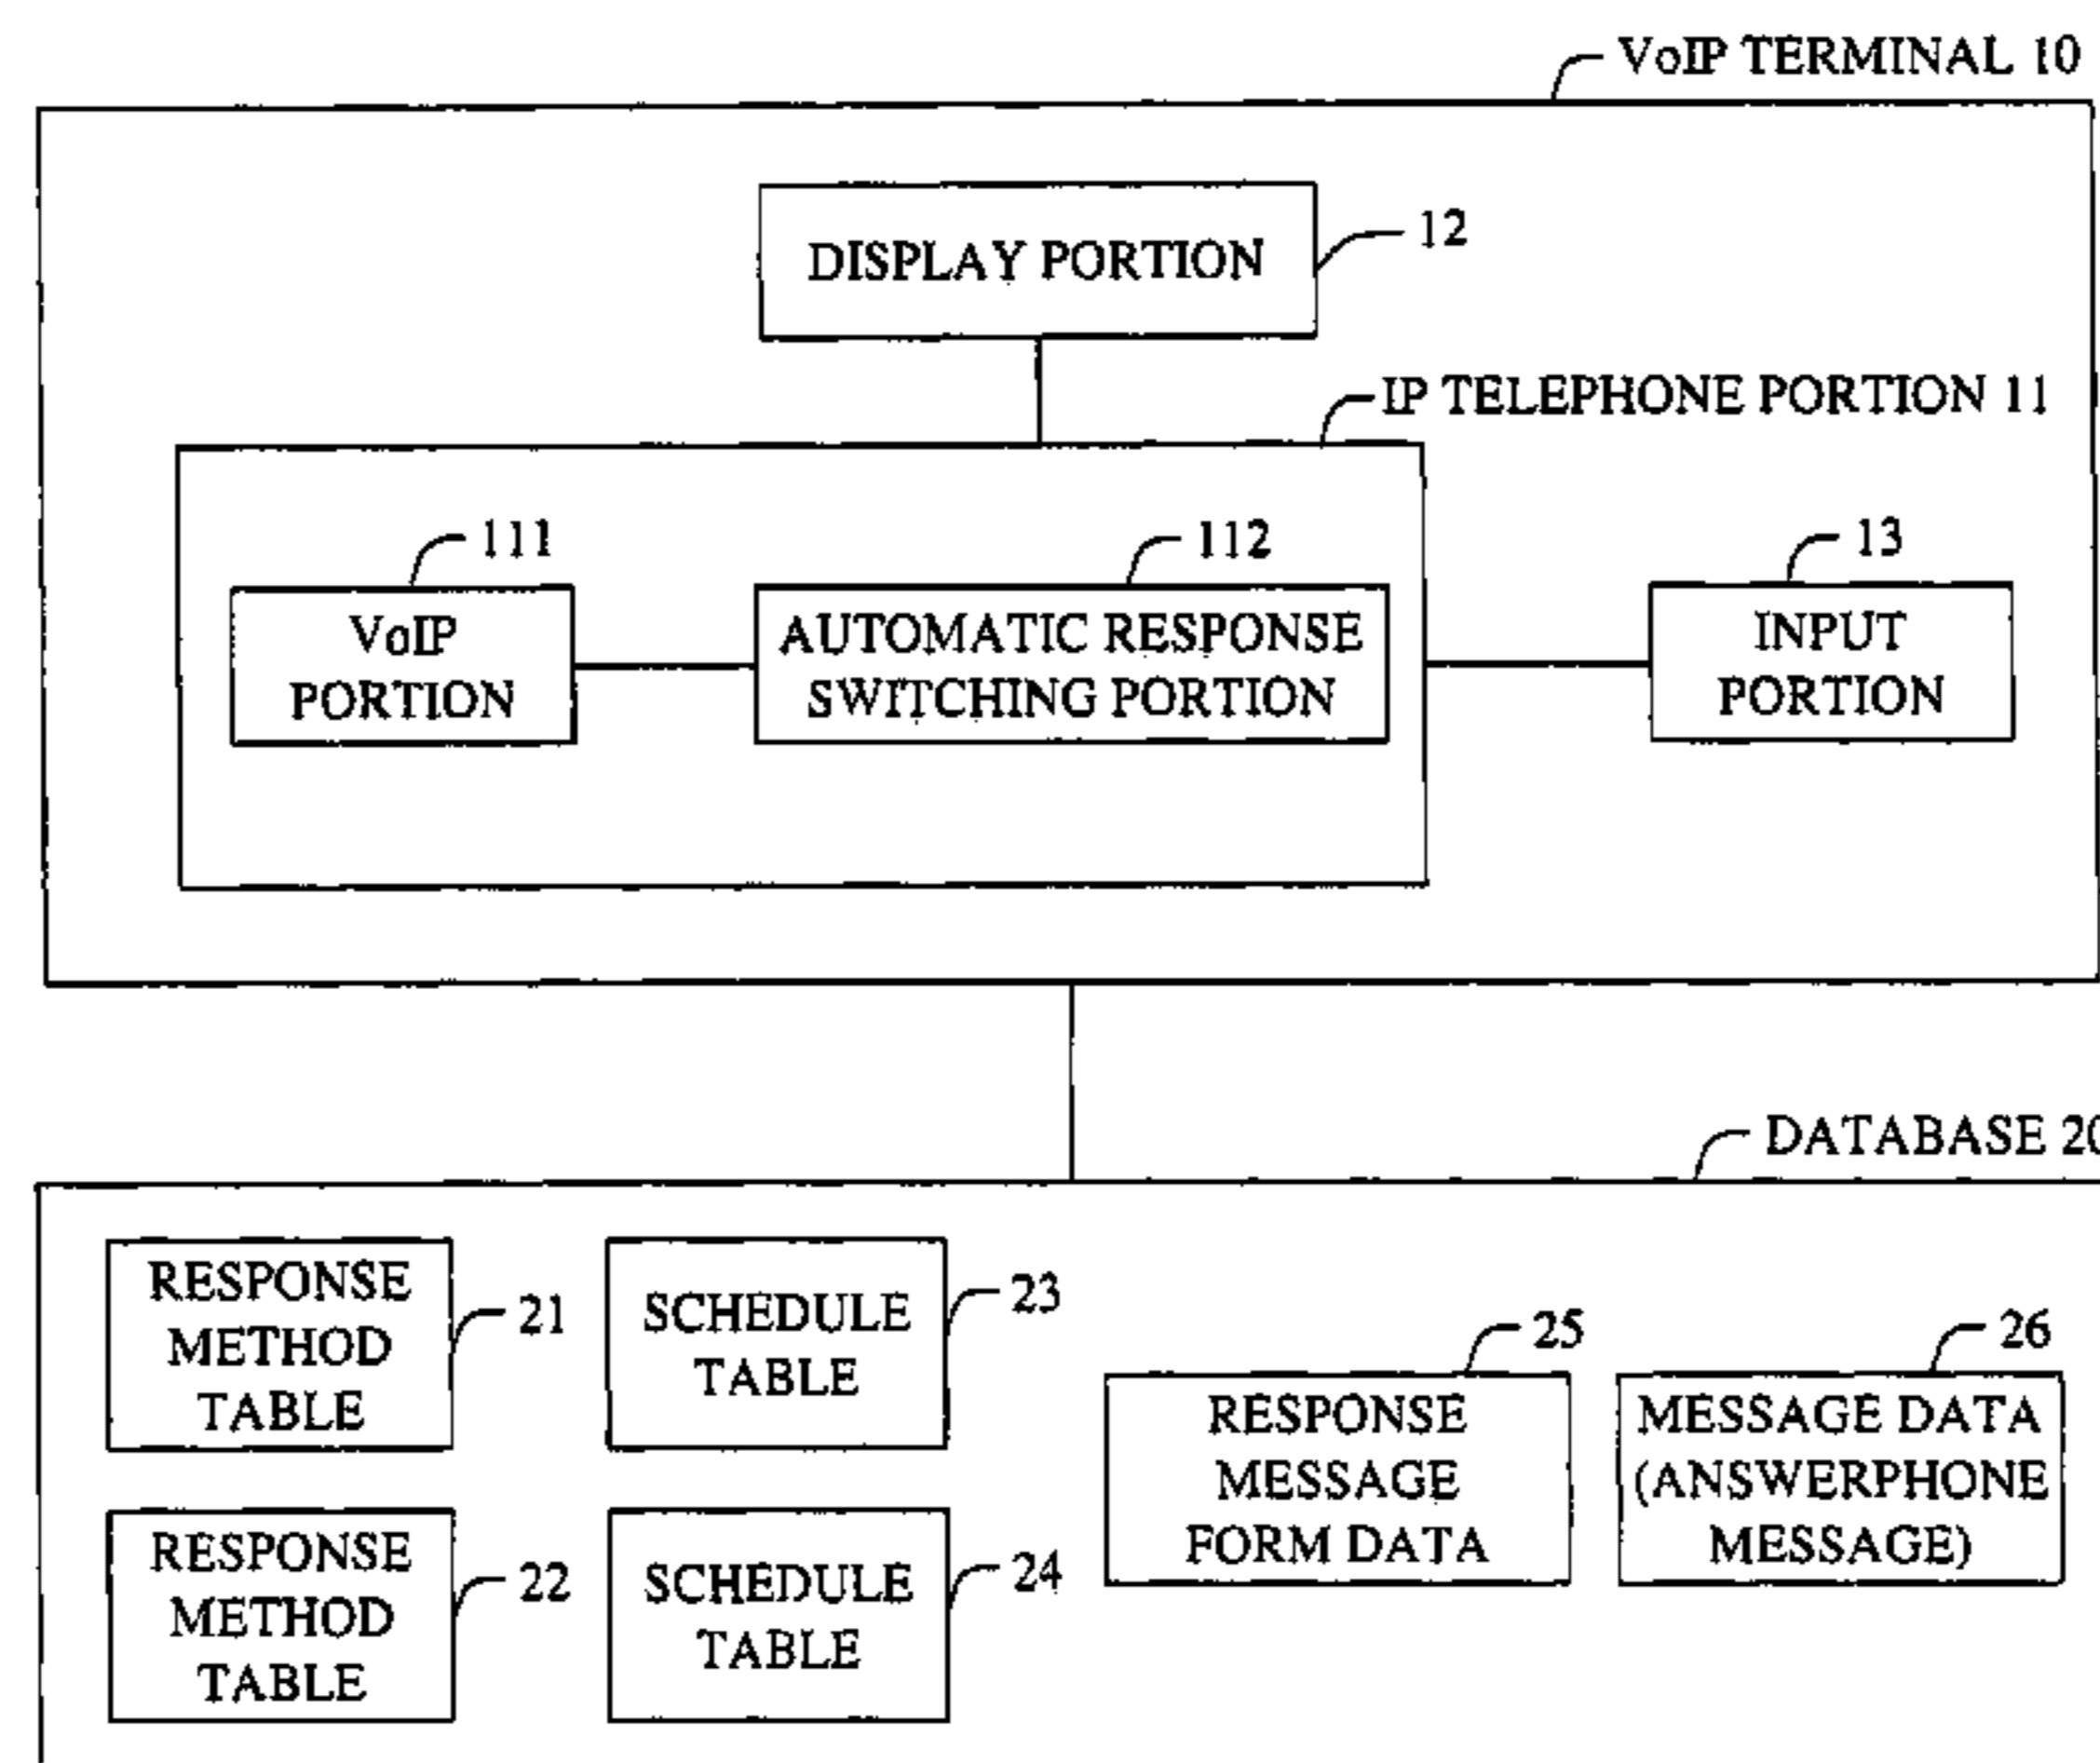 VoIP TERMINAL 10
DISPLAY PORTION
12
IP TELEPHONE PORTION 11
111
112
13
VoIP
PORTION
AUTOMATIC RESPONSE
SWITCHING PORTION
INPUT
PORTION
DATABASE 20
RESPONSE
METHOD
TABLE
21
SCHEDULE
TABLE
23
25
RESPONSE
MESSAGE
FORM DATA
26
MESSAGE DATA
(ANSWERPHONE
MESSAGE)
RESPONSE
METHOD
TABLE
22
SCHEDULE
TABLE
24